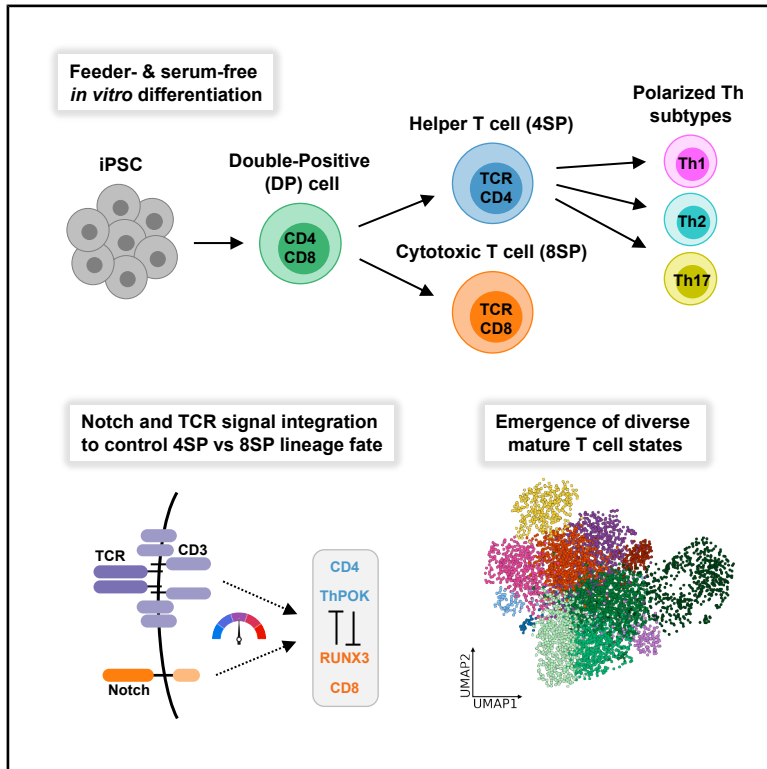 Feeder- & serum-free
in vitro differentiation
iPSC
Double-Positive
(DP) cell
CD4
CD8
Helper T cell (4SP)
TCR
CD4
Cytotoxic T cell (8SP)
TCR
CD8
Polarized Th
subtypes
Th1
Th2
Th17
Notch and TCR signal integration
to control 4SP vs 8SP lineage fate
TCR
CD3
Notch
CD4
ThPOK
RUNX3
CD8
Emergence of diverse
mature T cell states
UMAP2
UMAP1